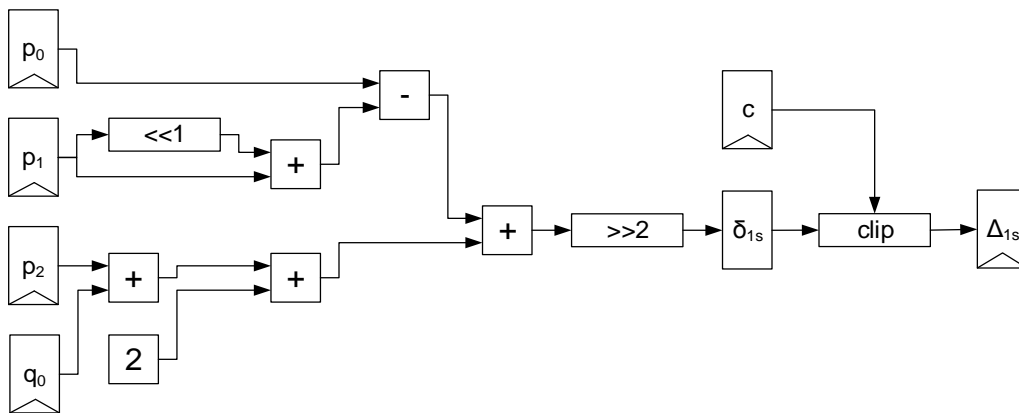 p₀
-
c
p₁
<<1
+
+
>>2
δ₁ₛ
clip
Δ₁ₛ
p₂
+
+
q₀
2